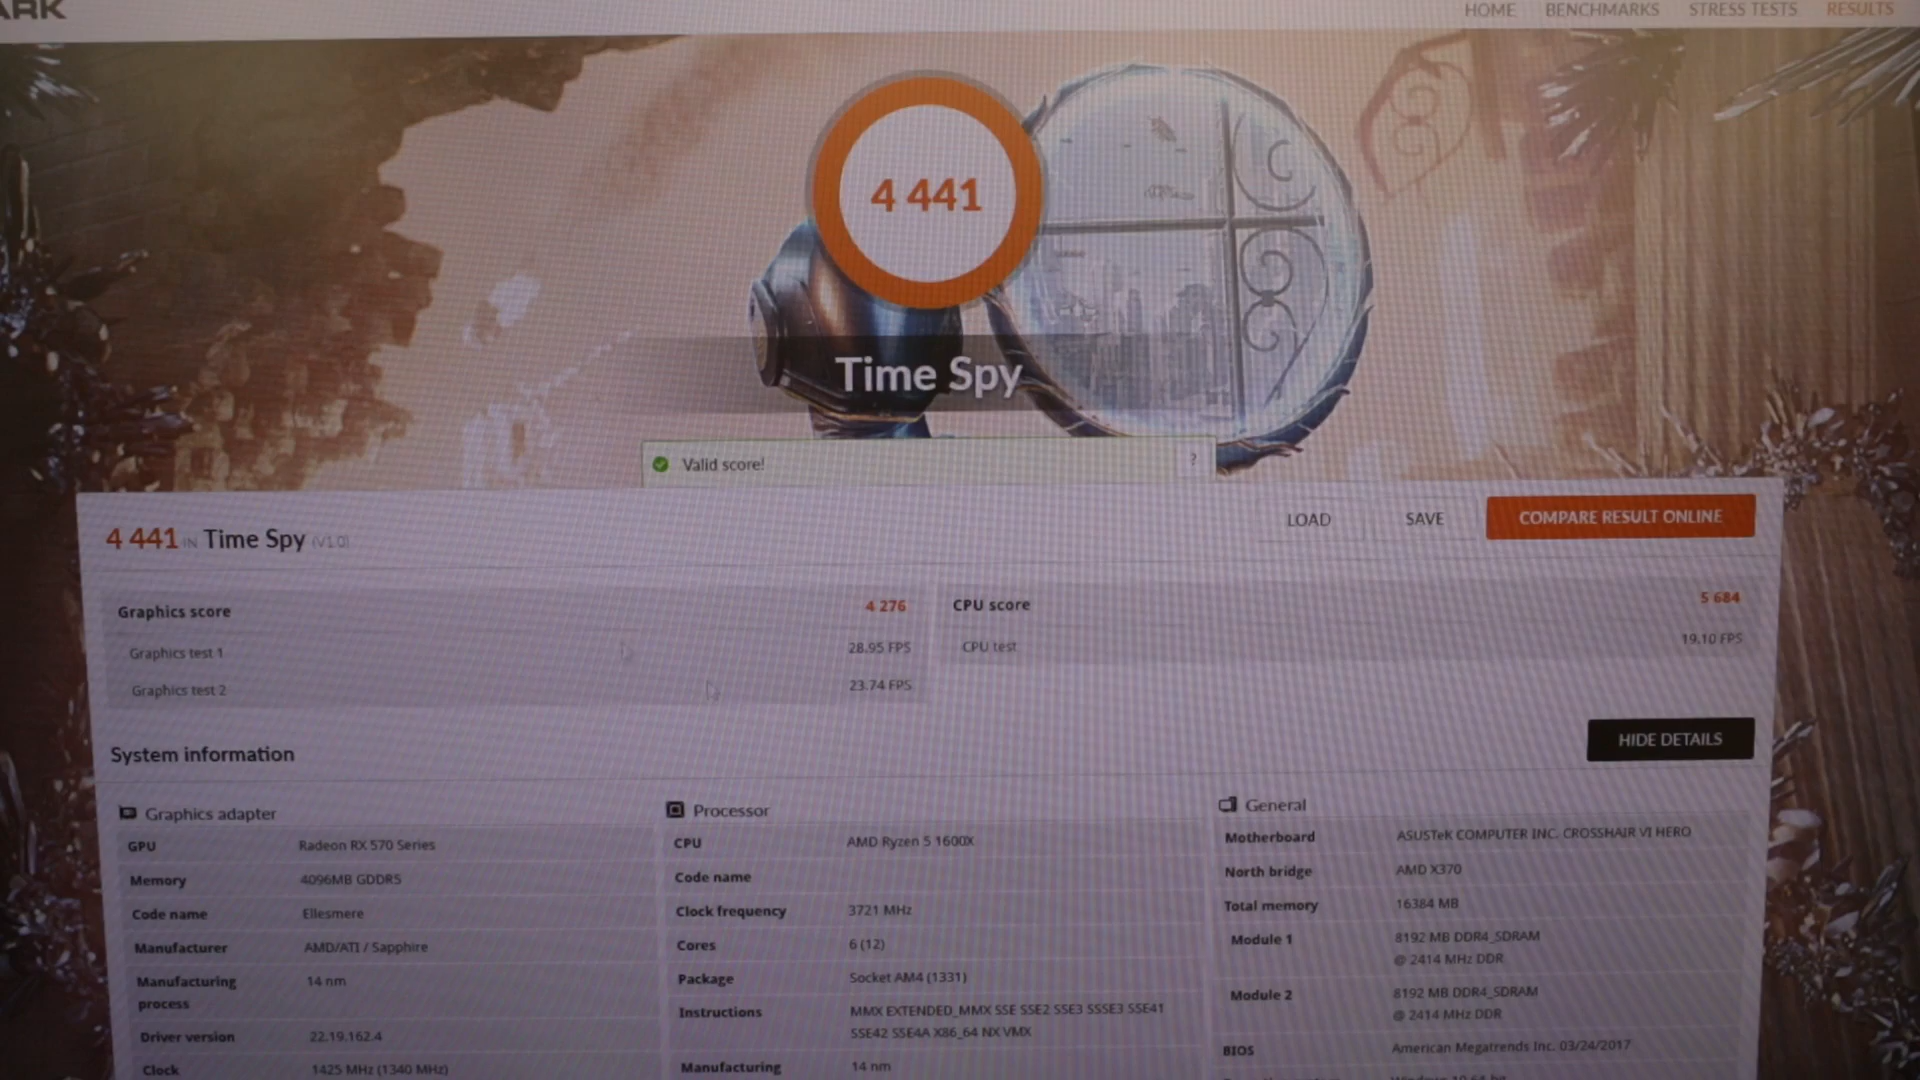 ARK
HOME BENCHMARKS STRESS TESTS RESULTS
4 441
Time Spy
Valid score! ?
4 441 IN Time Spy (V1.0)
LOAD SAVE COMPARE RESULT ONLINE
Graphics score 4 276
Graphics test 1 28.95 FPS
Graphics test 2 23.74 FPS
CPU score 5 684
CPU test 19.10 FPS
System information
HIDE DETAILS
Graphics adapter
GPU Radeon RX 570 Series
Memory 4096MB GDDR5
Code name Ellesmere
Manufacturer AMD/ATI / Sapphire
Manufacturing 14 nm
process
Driver version 22.19.162.4
Clock 1425 MHz (1340 MHz)
Processor
CPU AMD Ryzen 5 1600X
Code name
Clock frequency 3721 MHz
Cores 6 (12)
Package Socket AM4 (1331)
Instructions MMX EXTENDED_MMX SSE SSE2 SSE3 SSSE3 SSE41
SSE42 SSE4A X86_64 NX VMX
Manufacturing 14 nm
General
Motherboard ASUSTeK COMPUTER INC. CROSSHAIR VI HERO
North bridge AMD X370
Total memory 16384 MB
Module 1 8192 MB DDR4_SDRAM
@ 2414 MHz DDR
Module 2 8192 MB DDR4_SDRAM
@ 2414 MHz DDR
BIOS American Megatrends Inc. 03/24/2017